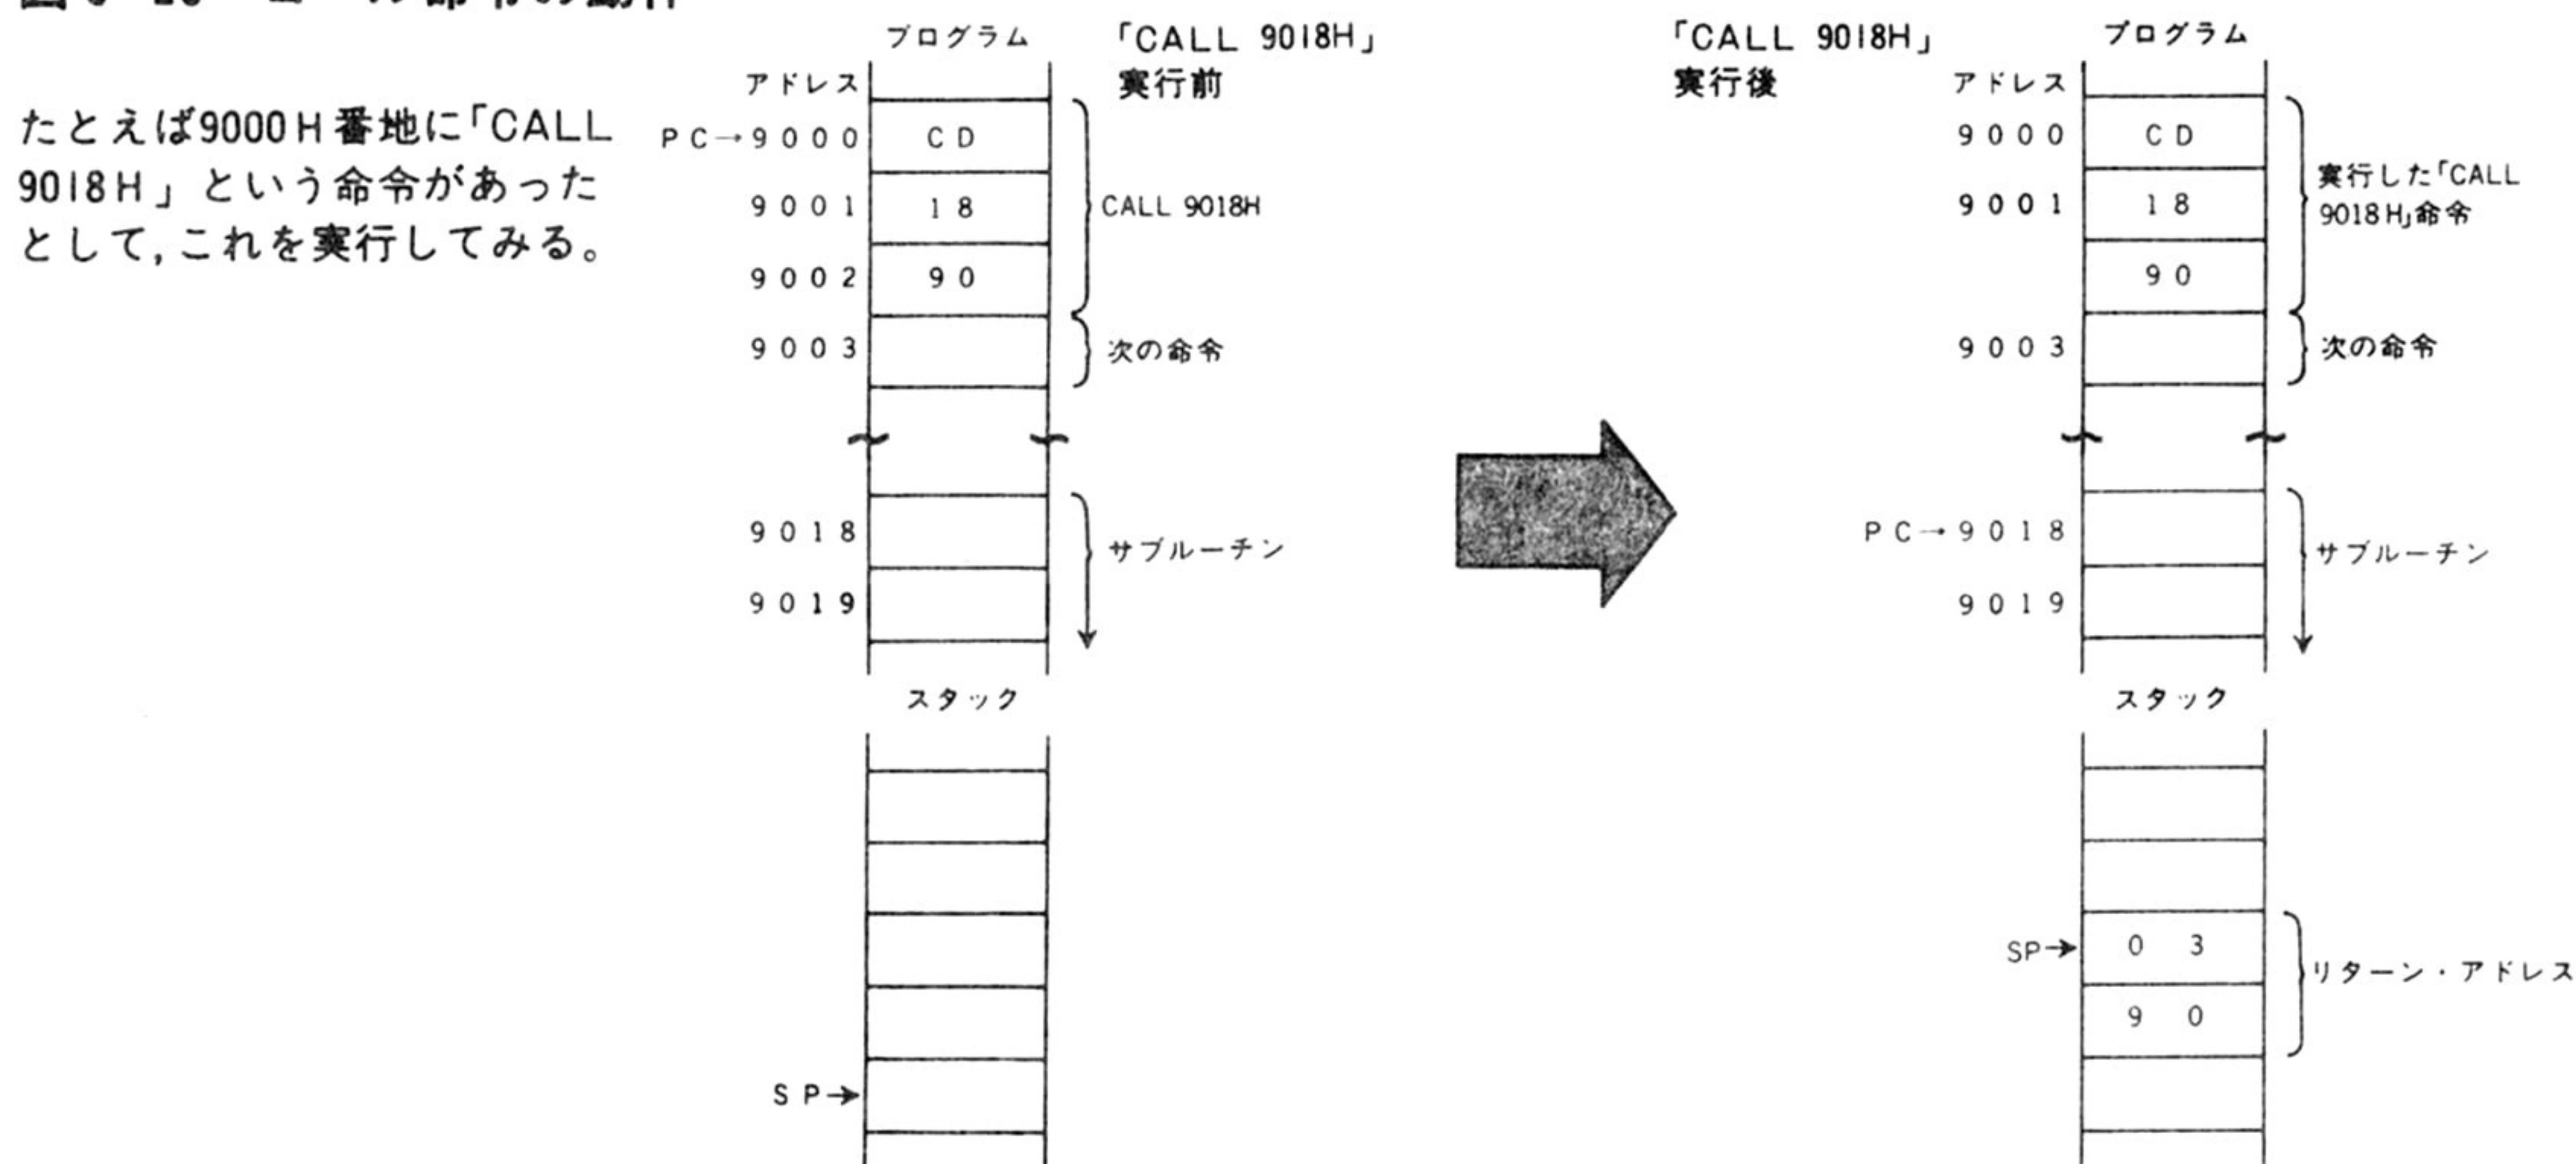 たとえば9000H番地に「CALL
9018H」という命令があった
として,これを実行してみる。
プログラム
「CALL 9018H」
実行前
アドレス
PC→9000 CD
9001 18
9002 90
CALL 9018H
9003
次の命令
9018
9019
サブルーチン
スタック
SP→
「CALL 9018H」
実行後
プログラム
アドレス
9000 CD
9001 18
90
実行した「CALL
9018H」命令
9003
次の命令
PC→9018
9019
サブルーチン
スタック
SP→ 03
90
リターン・アドレス